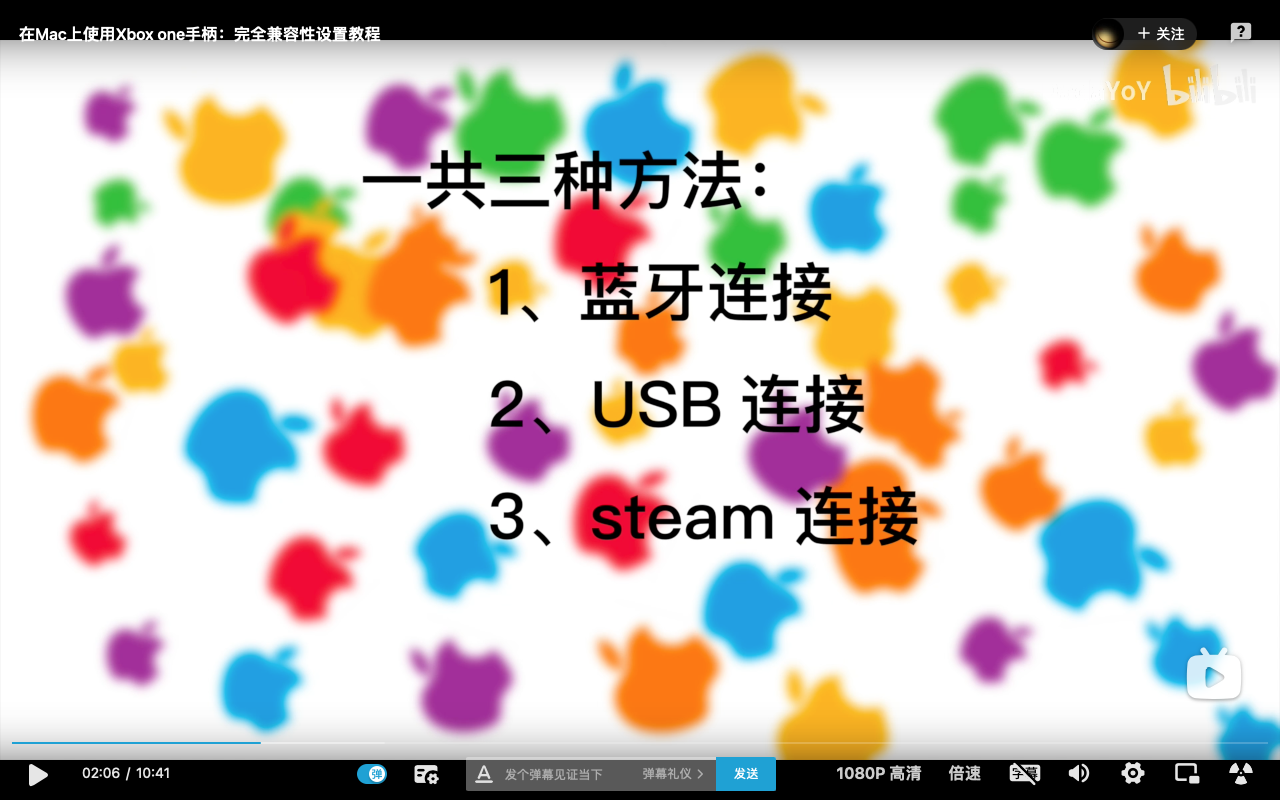 在Mac上使用Xbox one手柄：完全兼容性设置教程
+ 关注
YoY bilibili
一共三种方法：
1、蓝牙连接
2、USB 连接
3、steam 连接
02:06 / 10:41
弹
发个弹幕见证当下
弹幕礼仪 >
发送
1080P 高清
倍速
字幕